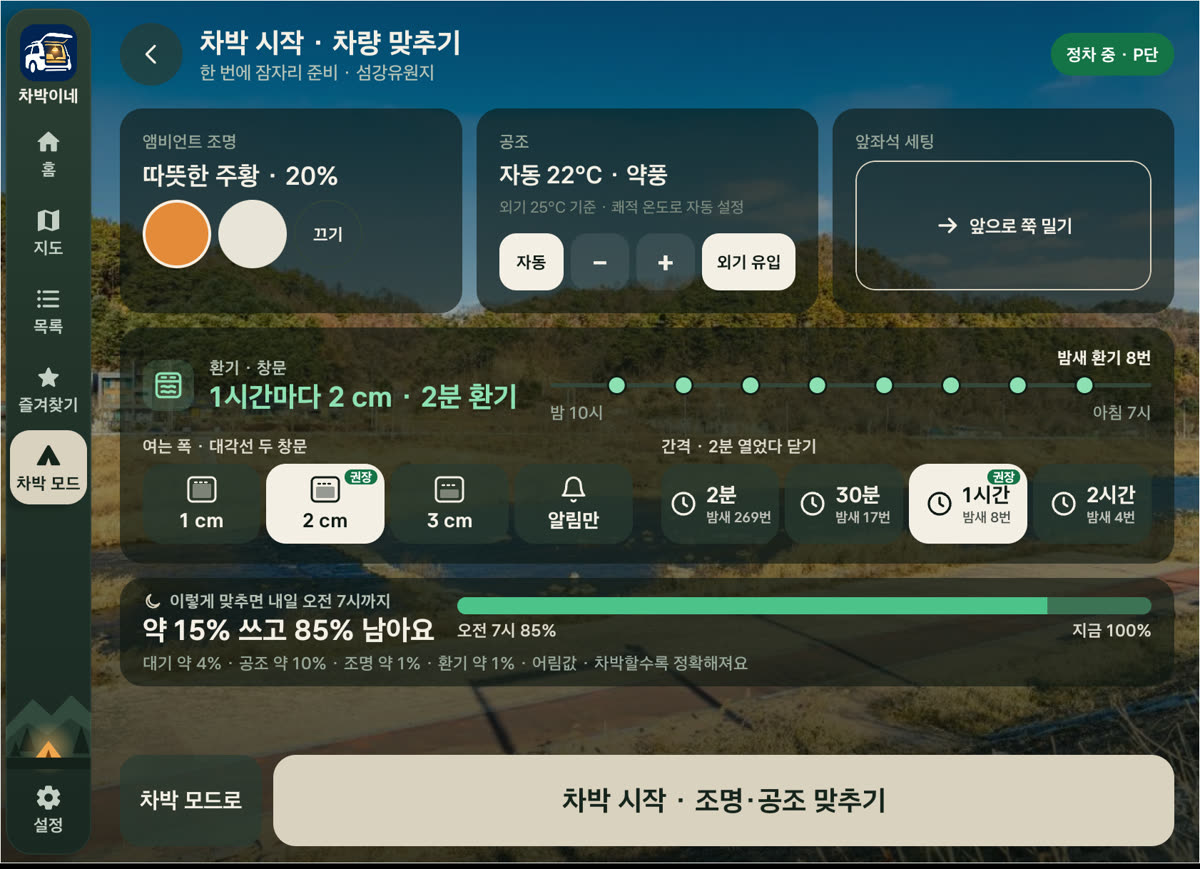 차박이네
홈
지도
목록
즐겨찾기
차박 모드
설정
차박 시작 · 차량 맞추기
한 번에 잠자리 준비 · 섬강유원지
정차 중 · P단
앰비언트 조명
따뜻한 주황 · 20%
끄기
공조
자동 22°C · 약풍
외기 25°C 기준 · 쾌적 온도로 자동 설정
자동
−
+
외기 유입
앞좌석 세팅
→ 앞으로 쭉 밀기
환기 · 창문
1시간마다 2 cm · 2분 환기
밤새 환기 8번
밤 10시
아침 7시
여는 폭 · 대각선 두 창문
1 cm
권장
2 cm
3 cm
알림만
간격 · 2분 열었다 닫기
2분
밤새 269번
30분
밤새 17번
권장
1시간
밤새 8번
2시간
밤새 4번
이렇게 맞추면 내일 오전 7시까지
약 15% 쓰고 85% 남아요
오전 7시 85%
지금 100%
대기 약 4% · 공조 약 10% · 조명 약 1% · 환기 약 1% · 어림값 · 차박할수록 정확해져요
차박 모드로
차박 시작 · 조명·공조 맞추기